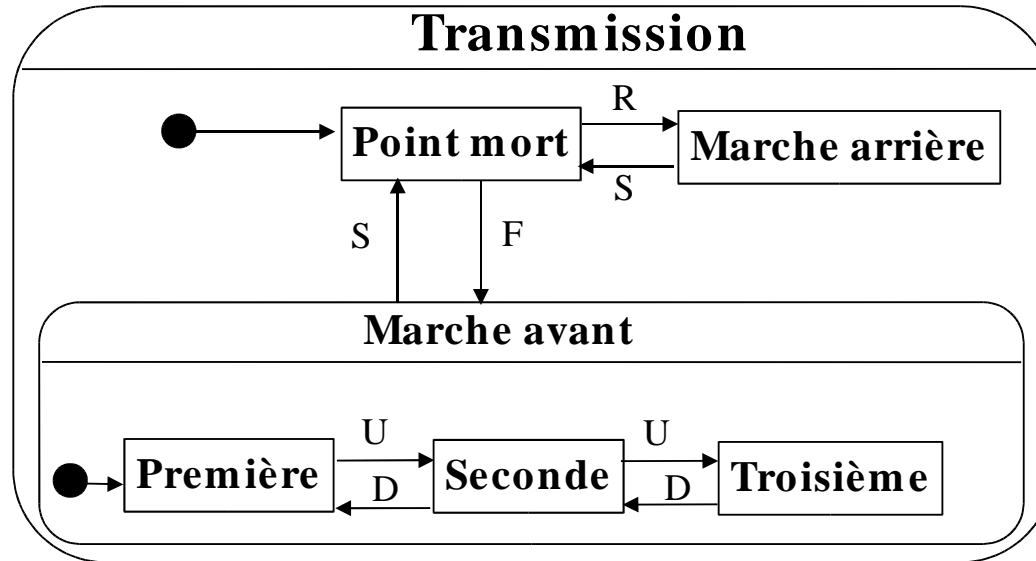 Transmission
R
Point mort
Marche arrière
S
S
F
Marche avant
U
U
Première
D
Seconde
D
Troisième